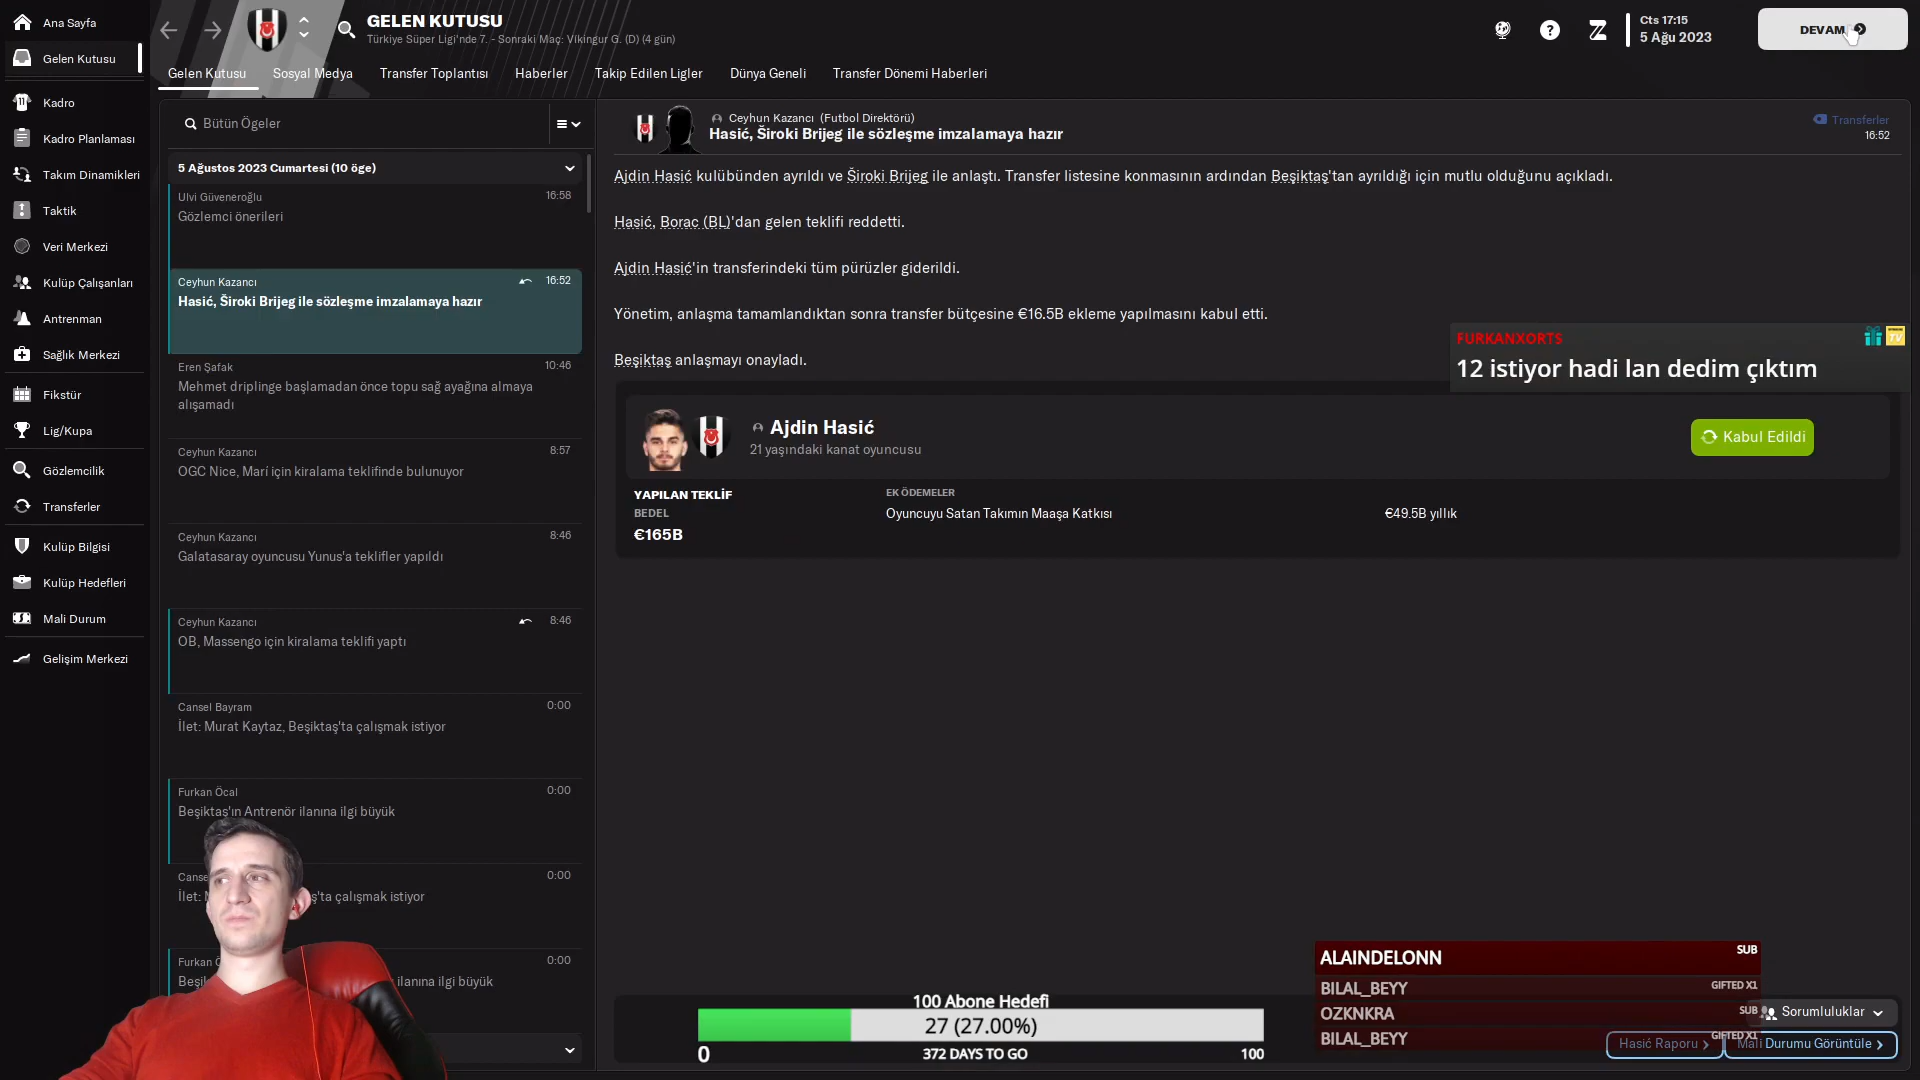 Ana Sayfa
Gelen Kutusu
Kadro
Kadro Planlaması
Takım Dinamikleri
Taktik
Veri Merkezi
Kulüp Çalışanları
Antrenman
Sağlık Merkezi
Fikstür
Lig/Kupa
Gözlemcilik
Transferler
Kulüp Bilgisi
Kulüp Hedefleri
Mali Durum
Gelişim Merkezi
GELEN KUTUSU
Türkiye Süper Ligi'nde 7. - Sonraki Maç: Víkingur G. (D) (4 gün)
Cts 17:15
5 Ağu 2023
DEVAM
Gelen Kutusu Sosyal Medya Transfer Toplantısı Haberler Takip Edilen Ligler Dünya Geneli Transfer Dönemi Haberleri
Bütün Ögeler
5 Ağustos 2023 Cumartesi (10 öge)
Ulvi Güveneroğlu 16:58
Gözlemci önerileri
Ceyhun Kazancı 16:52
Hasić, Široki Brijeg ile sözleşme imzalamaya hazır
Eren Şafak 10:46
Mehmet driplinge başlamadan önce topu sağ ayağına almaya
alışamadı
Ceyhun Kazancı 8:57
OGC Nice, Marí için kiralama teklifinde bulunuyor
Ceyhun Kazancı 8:46
Galatasaray oyuncusu Yunus'a teklifler yapıldı
Ceyhun Kazancı 8:46
OB, Massengo için kiralama teklifi yaptı
Cansel Bayram 0:00
İlet: Murat Kaytaz, Beşiktaş'ta çalışmak istiyor
Furkan Öcal 0:00
Beşiktaş'ın Antrenör ilanına ilgi büyük
Canse 0:00
İlet: ş'ta çalışmak istiyor
Furkan 0:00
ilanına ilgi büyük
Ceyhun Kazancı (Futbol Direktörü)
Hasić, Široki Brijeg ile sözleşme imzalamaya hazır
Transferler
16:52
Ajdin Hasić kulübünden ayrıldı ve Široki Brijeg ile anlaştı. Transfer listesine konmasının ardından Beşiktaş'tan ayrıldığı için mutlu olduğunu açıkladı.
Hasić, Borac (BL)'dan gelen teklifi reddetti.
Ajdin Hasić'in transferindeki tüm pürüzler giderildi.
Yönetim, anlaşma tamamlandıktan sonra transfer bütçesine €16.5B ekleme yapılmasını kabul etti.
Beşiktaş anlaşmayı onayladı.
FURKANXORTS
12 istiyor hadi lan dedim çıktım
Ajdin Hasić
21 yaşındaki kanat oyuncusu
Kabul Edildi
YAPILAN TEKLİF
BEDEL
€165B
EK ÖDEMELER
Oyuncuyu Satan Takımın Maaşa Katkısı €49.5B yıllık
100 Abone Hedefi
27 (27.00%)
0 372 DAYS TO GO 100
ALAINDELONN SUB
BILAL_BEYY GIFTED X1
OZKNKRA SUB
BILAL_BEYY GIFTED X1
Sorumluluklar
Hasić Raporu
Mali Durumu Görüntüle